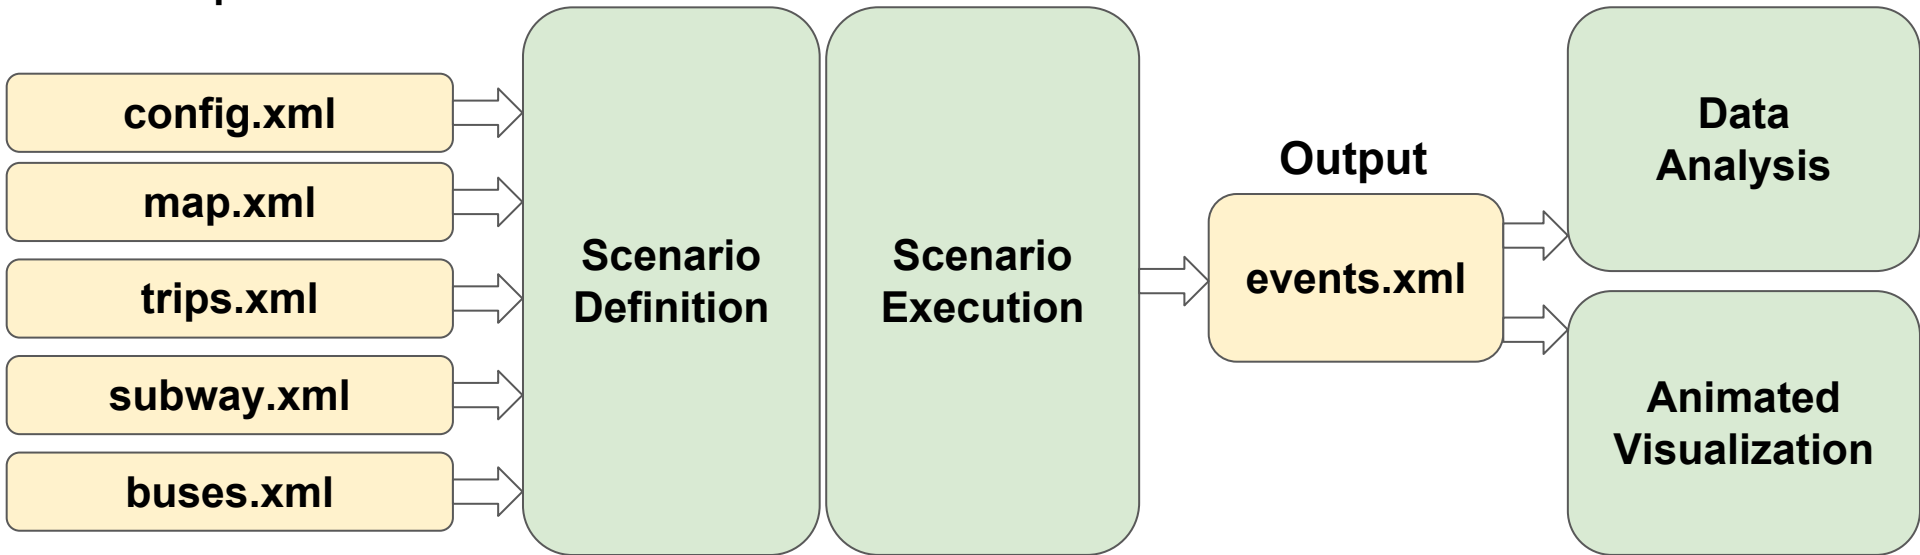 config.xml
map.xml
trips.xml
subway.xml
buses.xml
Scenario
Definition
Scenario
Execution
Output
events.xml
Data
Analysis
Animated
Visualization